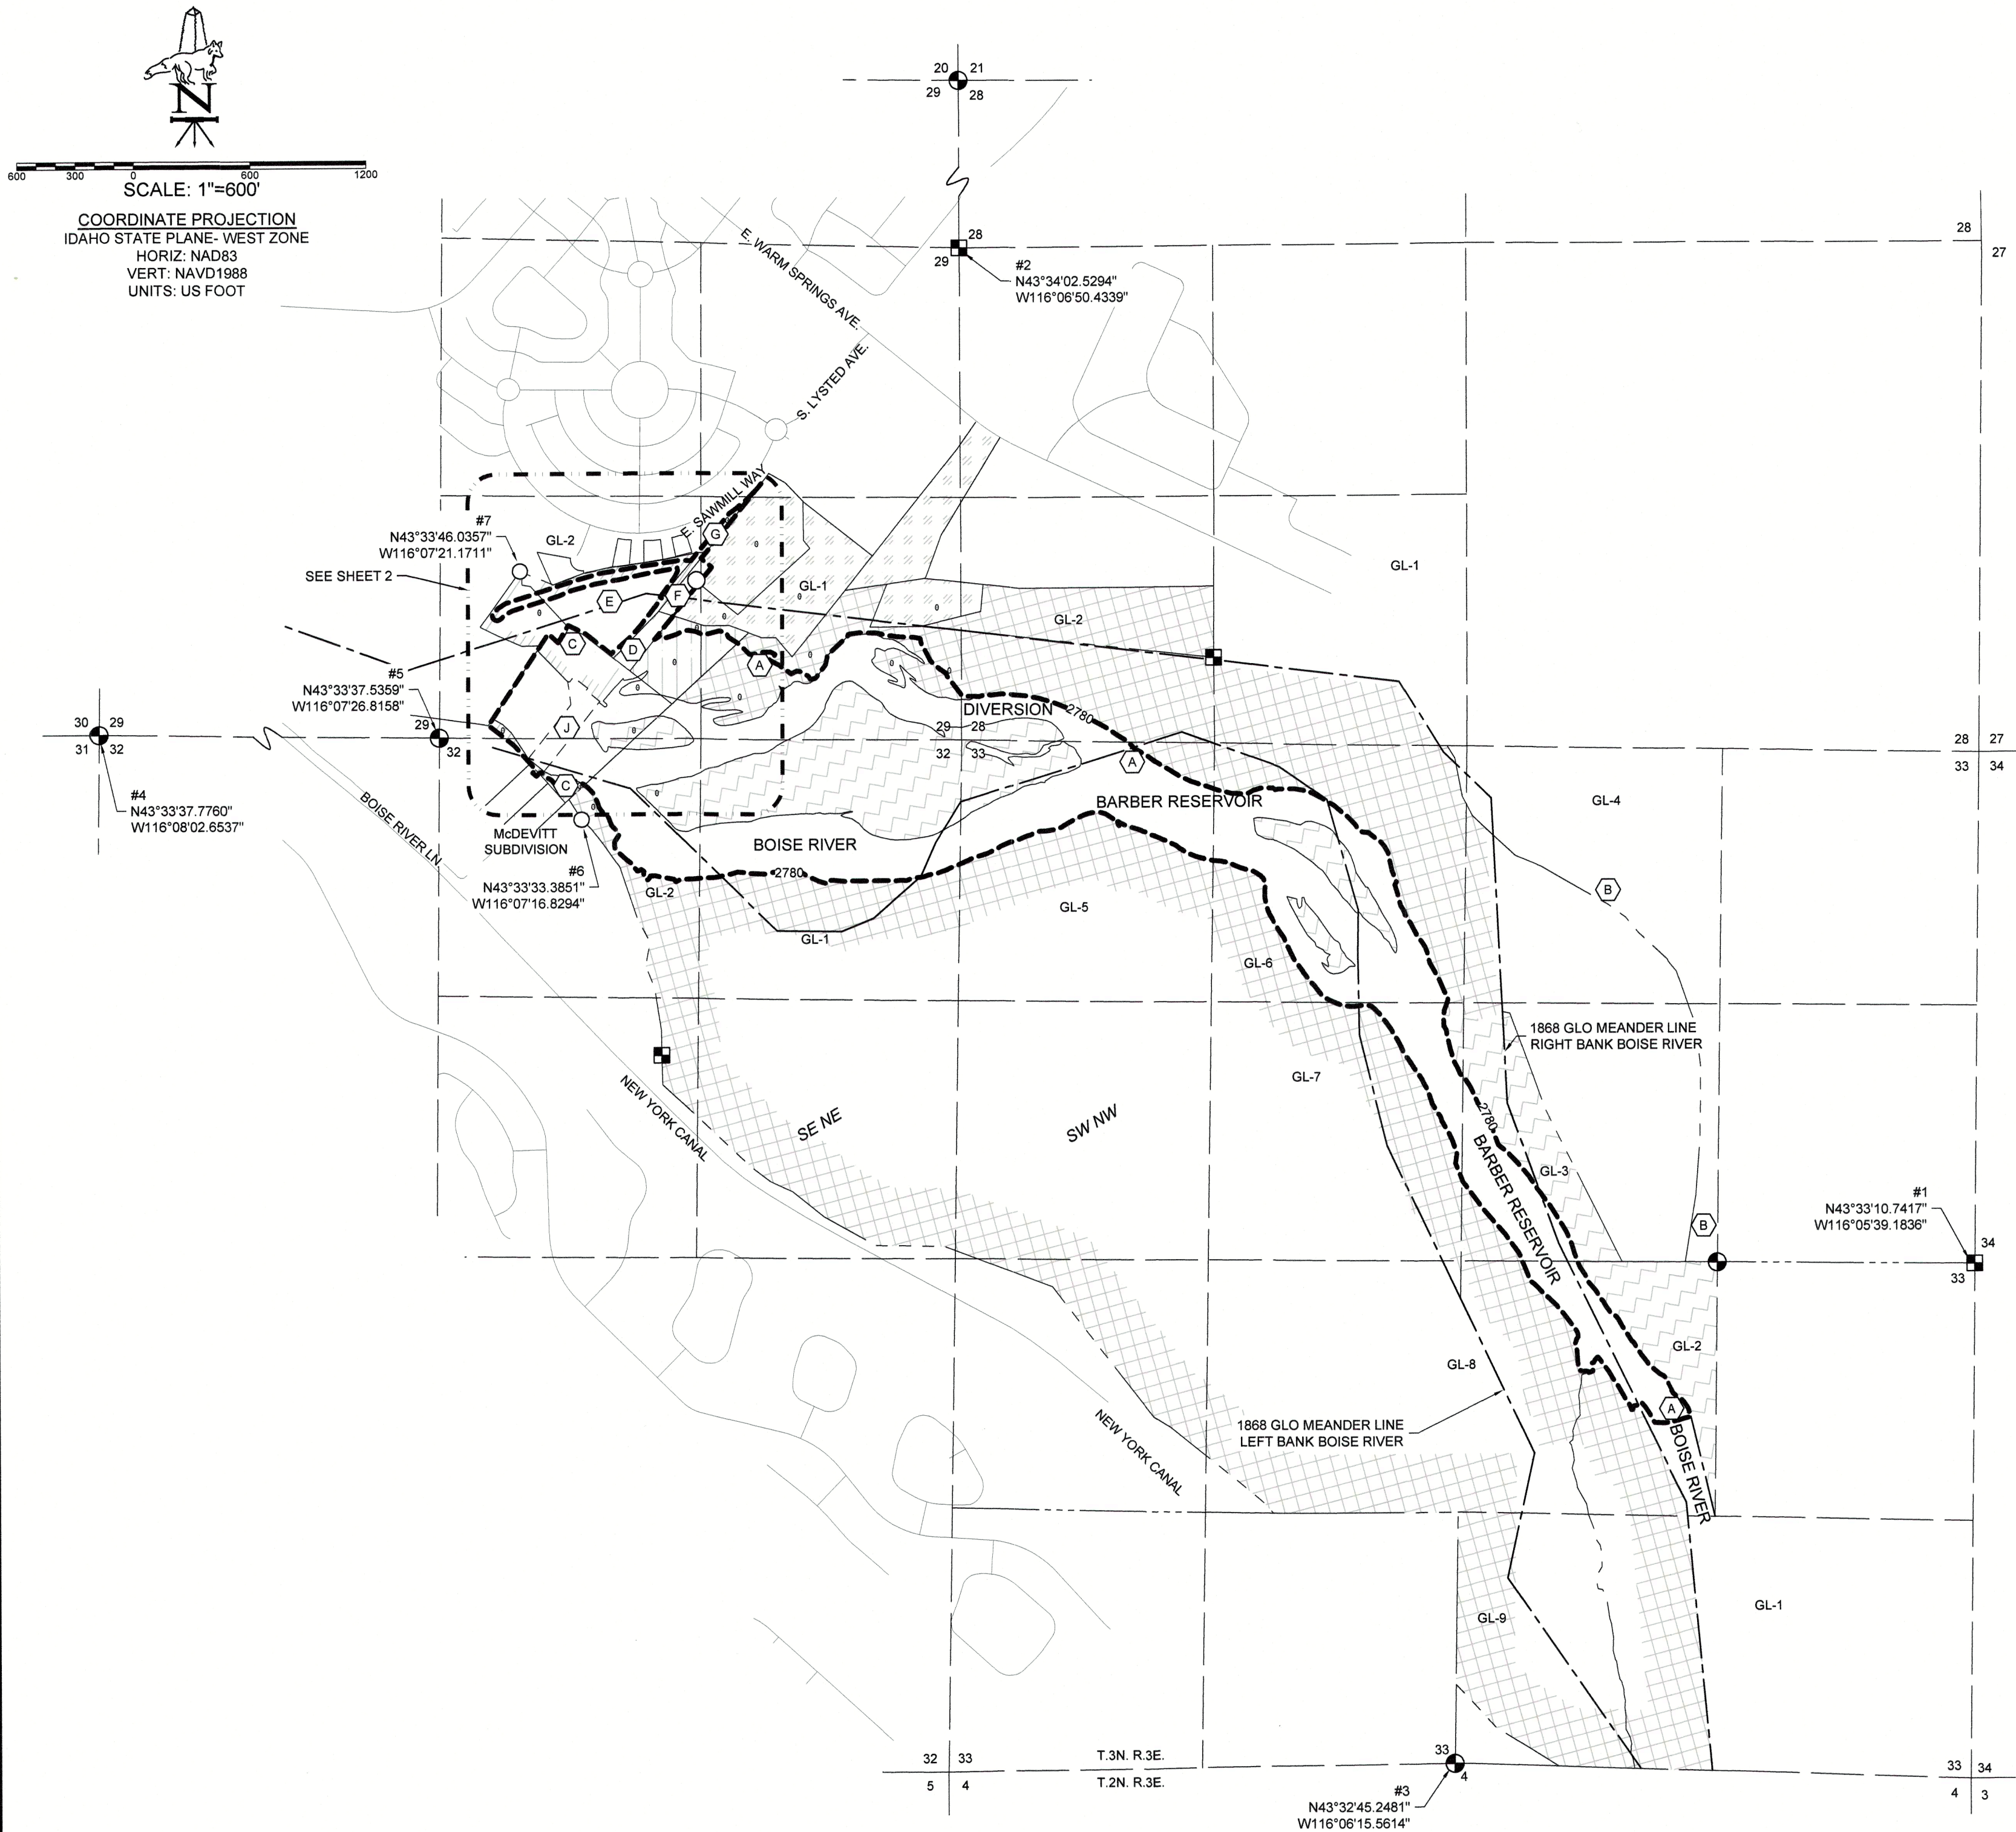 N
600 300 0 600 1200
SCALE: 1"=600'
COORDINATE PROJECTION
IDAHO STATE PLANE- WEST ZONE
HORIZ: NAD83
VERT: NAVD1988
UNITS: US FOOT
20 21
29 28
28
29
#2
N43°34'02.5294"
W116°06'50.4339"
28
27
E. WARM SPRINGS AVE.
S. LYSTED AVE.
E. SAWMILL WAY
#7
N43°33'46.0357"
W116°07'21.1711"
GL-2
SEE SHEET 2
G
GL-1
GL-1
E
F
GL-2
C
D
A
#5
N43°33'37.5359"
W116°07'26.8158"
30 29
31 32
29
32
J
DIVERSION
2780
29 28
32 33
28 27
33 34
#4
N43°33'37.7760"
W116°08'02.6537"
A
C
BARBER RESERVOIR
GL-4
BOISE RIVER LN.
McDEVITT
SUBDIVISION
BOISE RIVER
#6
N43°33'33.3851"
W116°07'16.8294"
2780
GL-2
B
GL-5
GL-1
GL-6
1868 GLO MEANDER LINE
RIGHT BANK BOISE RIVER
GL-7
NEW YORK CANAL
SE NE
SW NW
2780
BARBER RESERVOIR
GL-3
#1
N43°33'10.7417"
W116°05'39.1836"
B
34
33
GL-2
GL-8
A
1868 GLO MEANDER LINE
LEFT BANK BOISE RIVER
NEW YORK CANAL
BOISE RIVER
GL-9
GL-1
32 33
5 4
T.3N. R.3E.
T.2N. R.3E.
33
4
33 34
4 3
#3
N43°32'45.2481"
W116°06'15.5614"